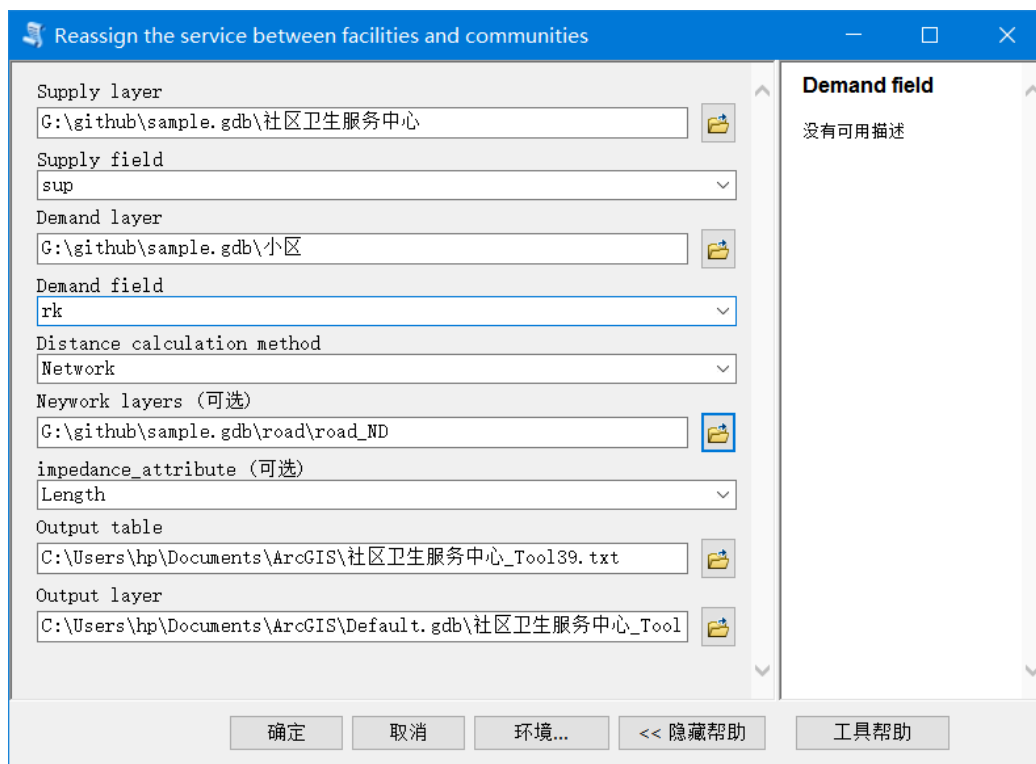 Reassign the service between facilities and communities
Supply layer
G:\github\sample.gdb\社区卫生服务中心
Supply field
sup
Demand layer
G:\github\sample.gdb\小区
Demand field
rk
Distance calculation method
Network
Neywork layers (可选)
G:\github\sample.gdb\road\road_ND
impedance_attribute (可选)
Length
Output table
C:\Users\hp\Documents\ArcGIS\社区卫生服务中心_Tool39.txt
Output layer
C:\Users\hp\Documents\ArcGIS\Default.gdb\社区卫生服务中心_Tool
Demand field
没有可用描述
确定
取消
环境...
<< 隐藏帮助
工具帮助